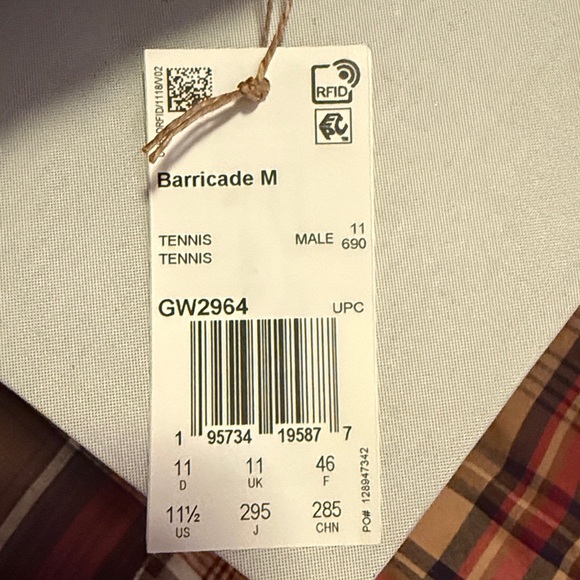 RFID/1118/V02
RFID
EPC
Barricade M
TENNIS MALE 11
TENNIS 690
GW2964 UPC
1 95734 19587 7
11 11 46
D UK F
11½ 295 285
US J CHN
PO# 128947342